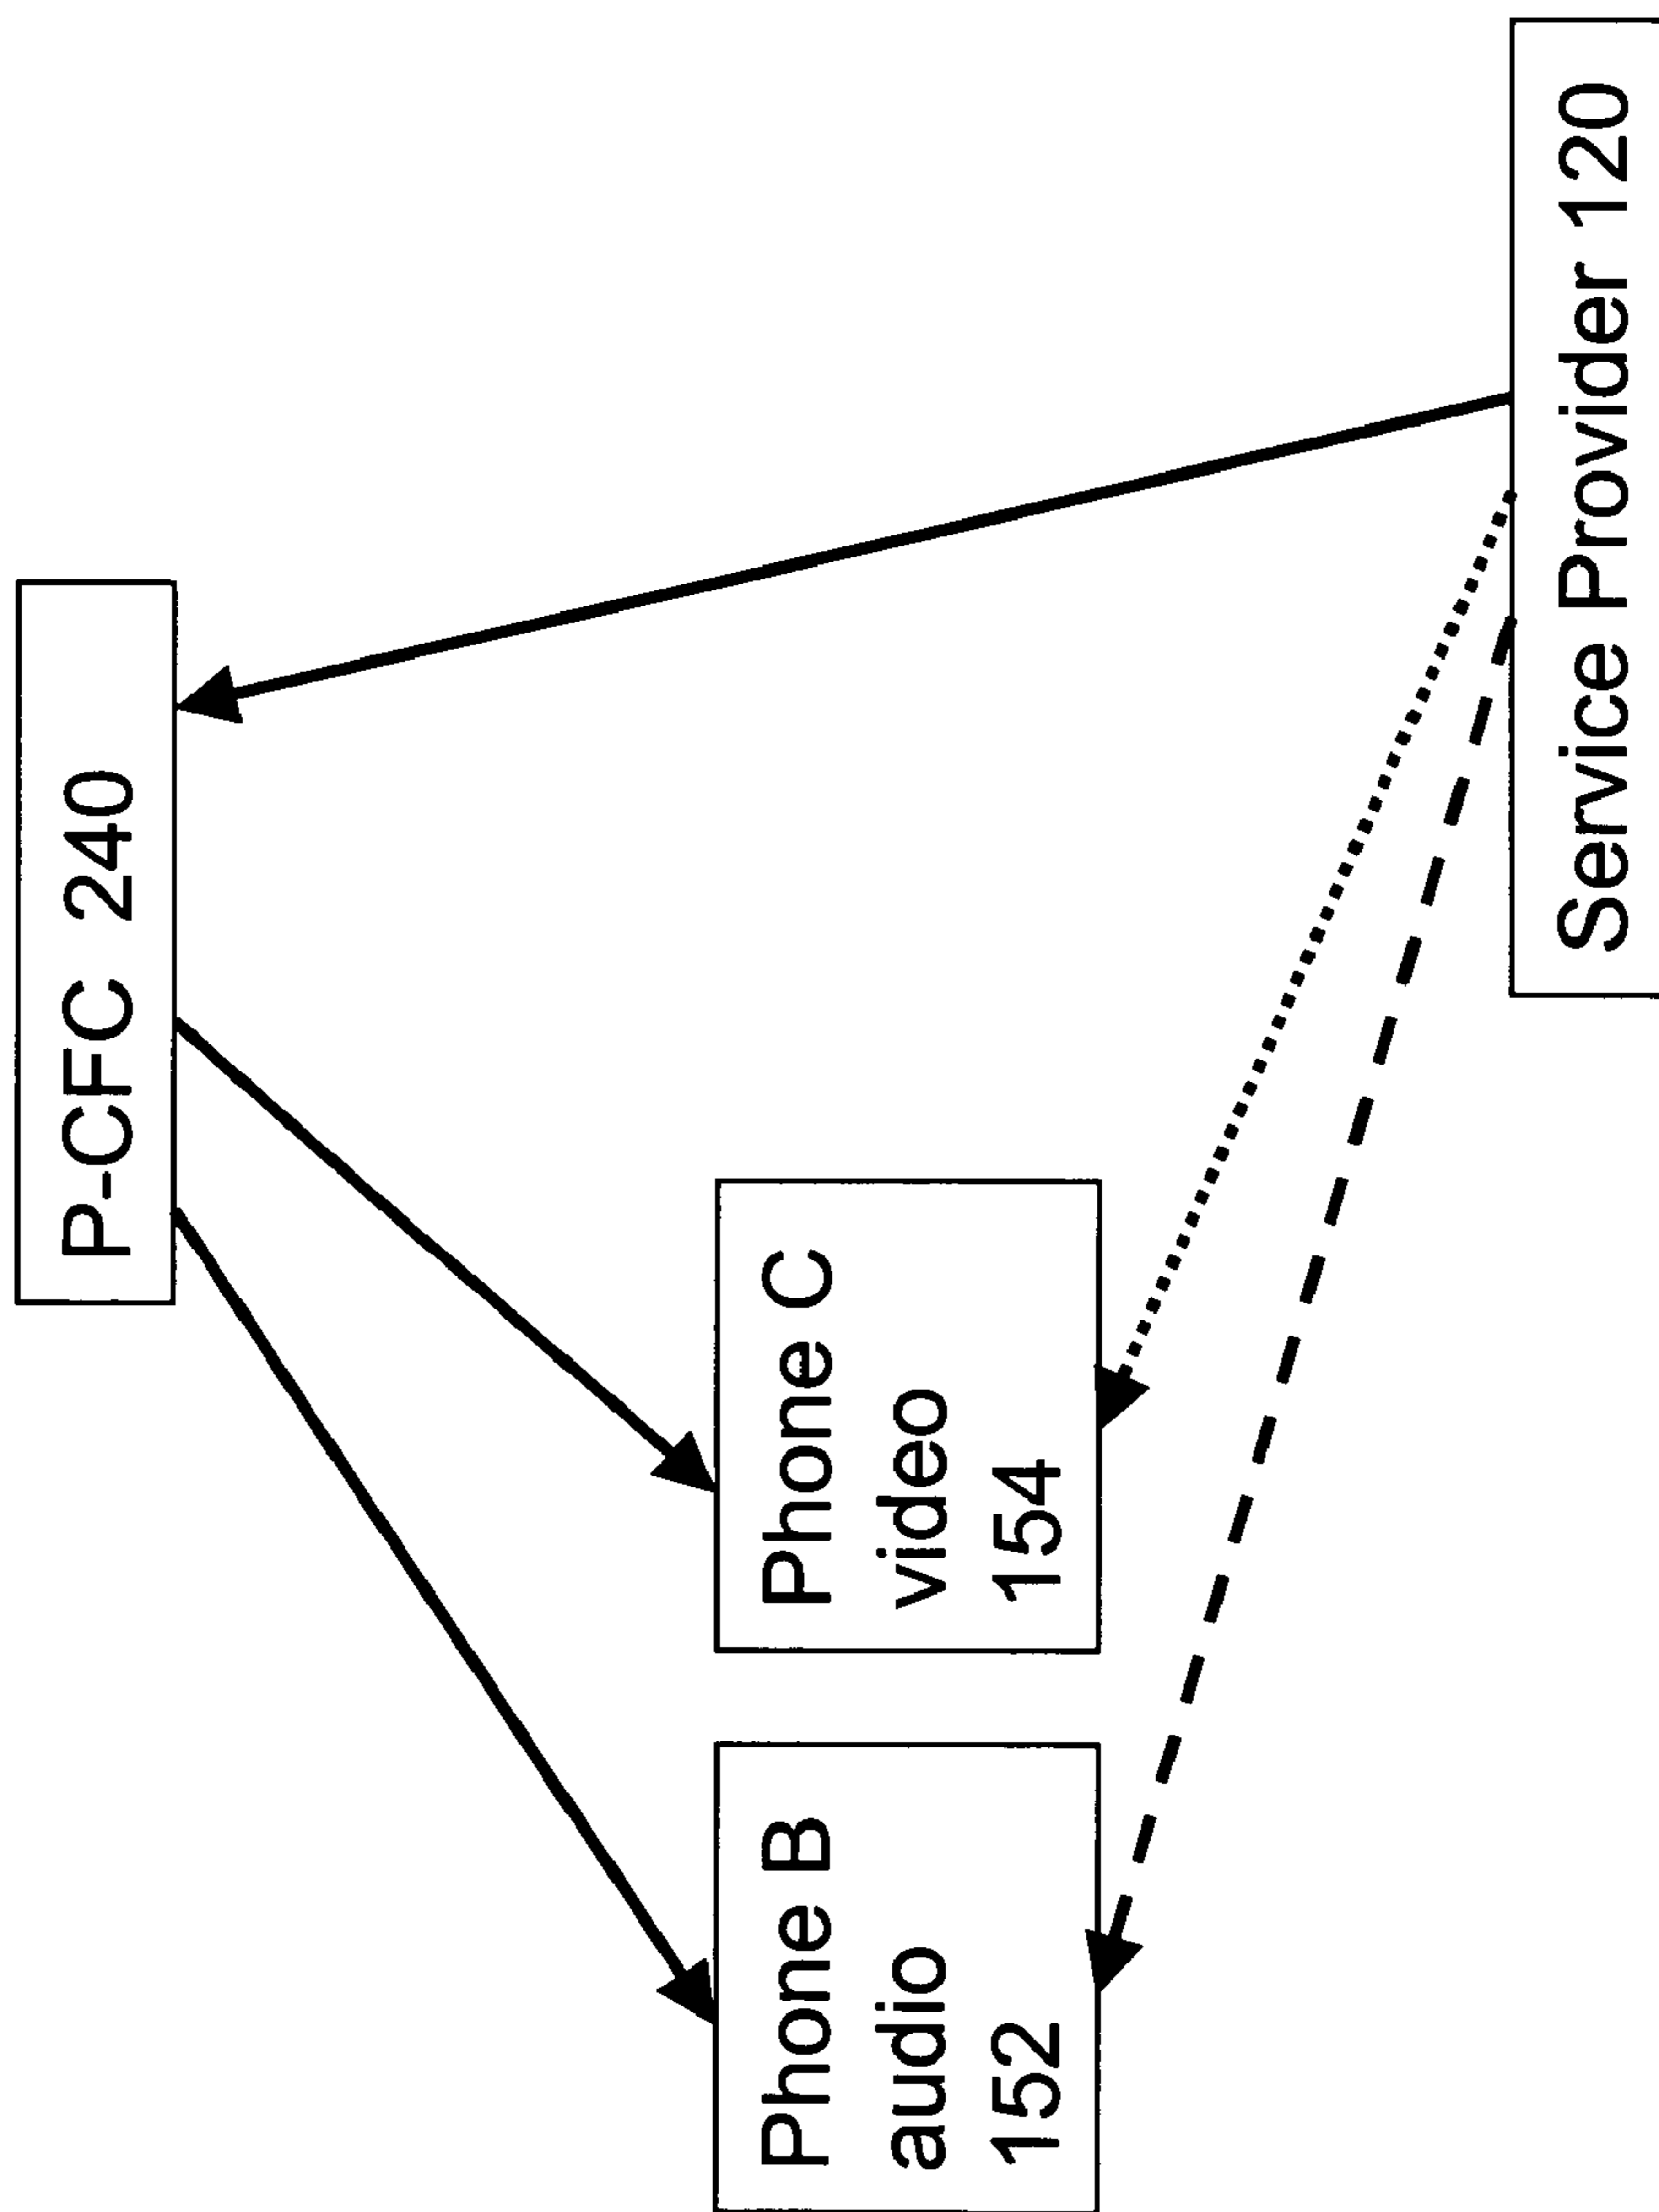 P-CFC 240
Phone B
audio
152
Phone C
video
154
Service Provider 120